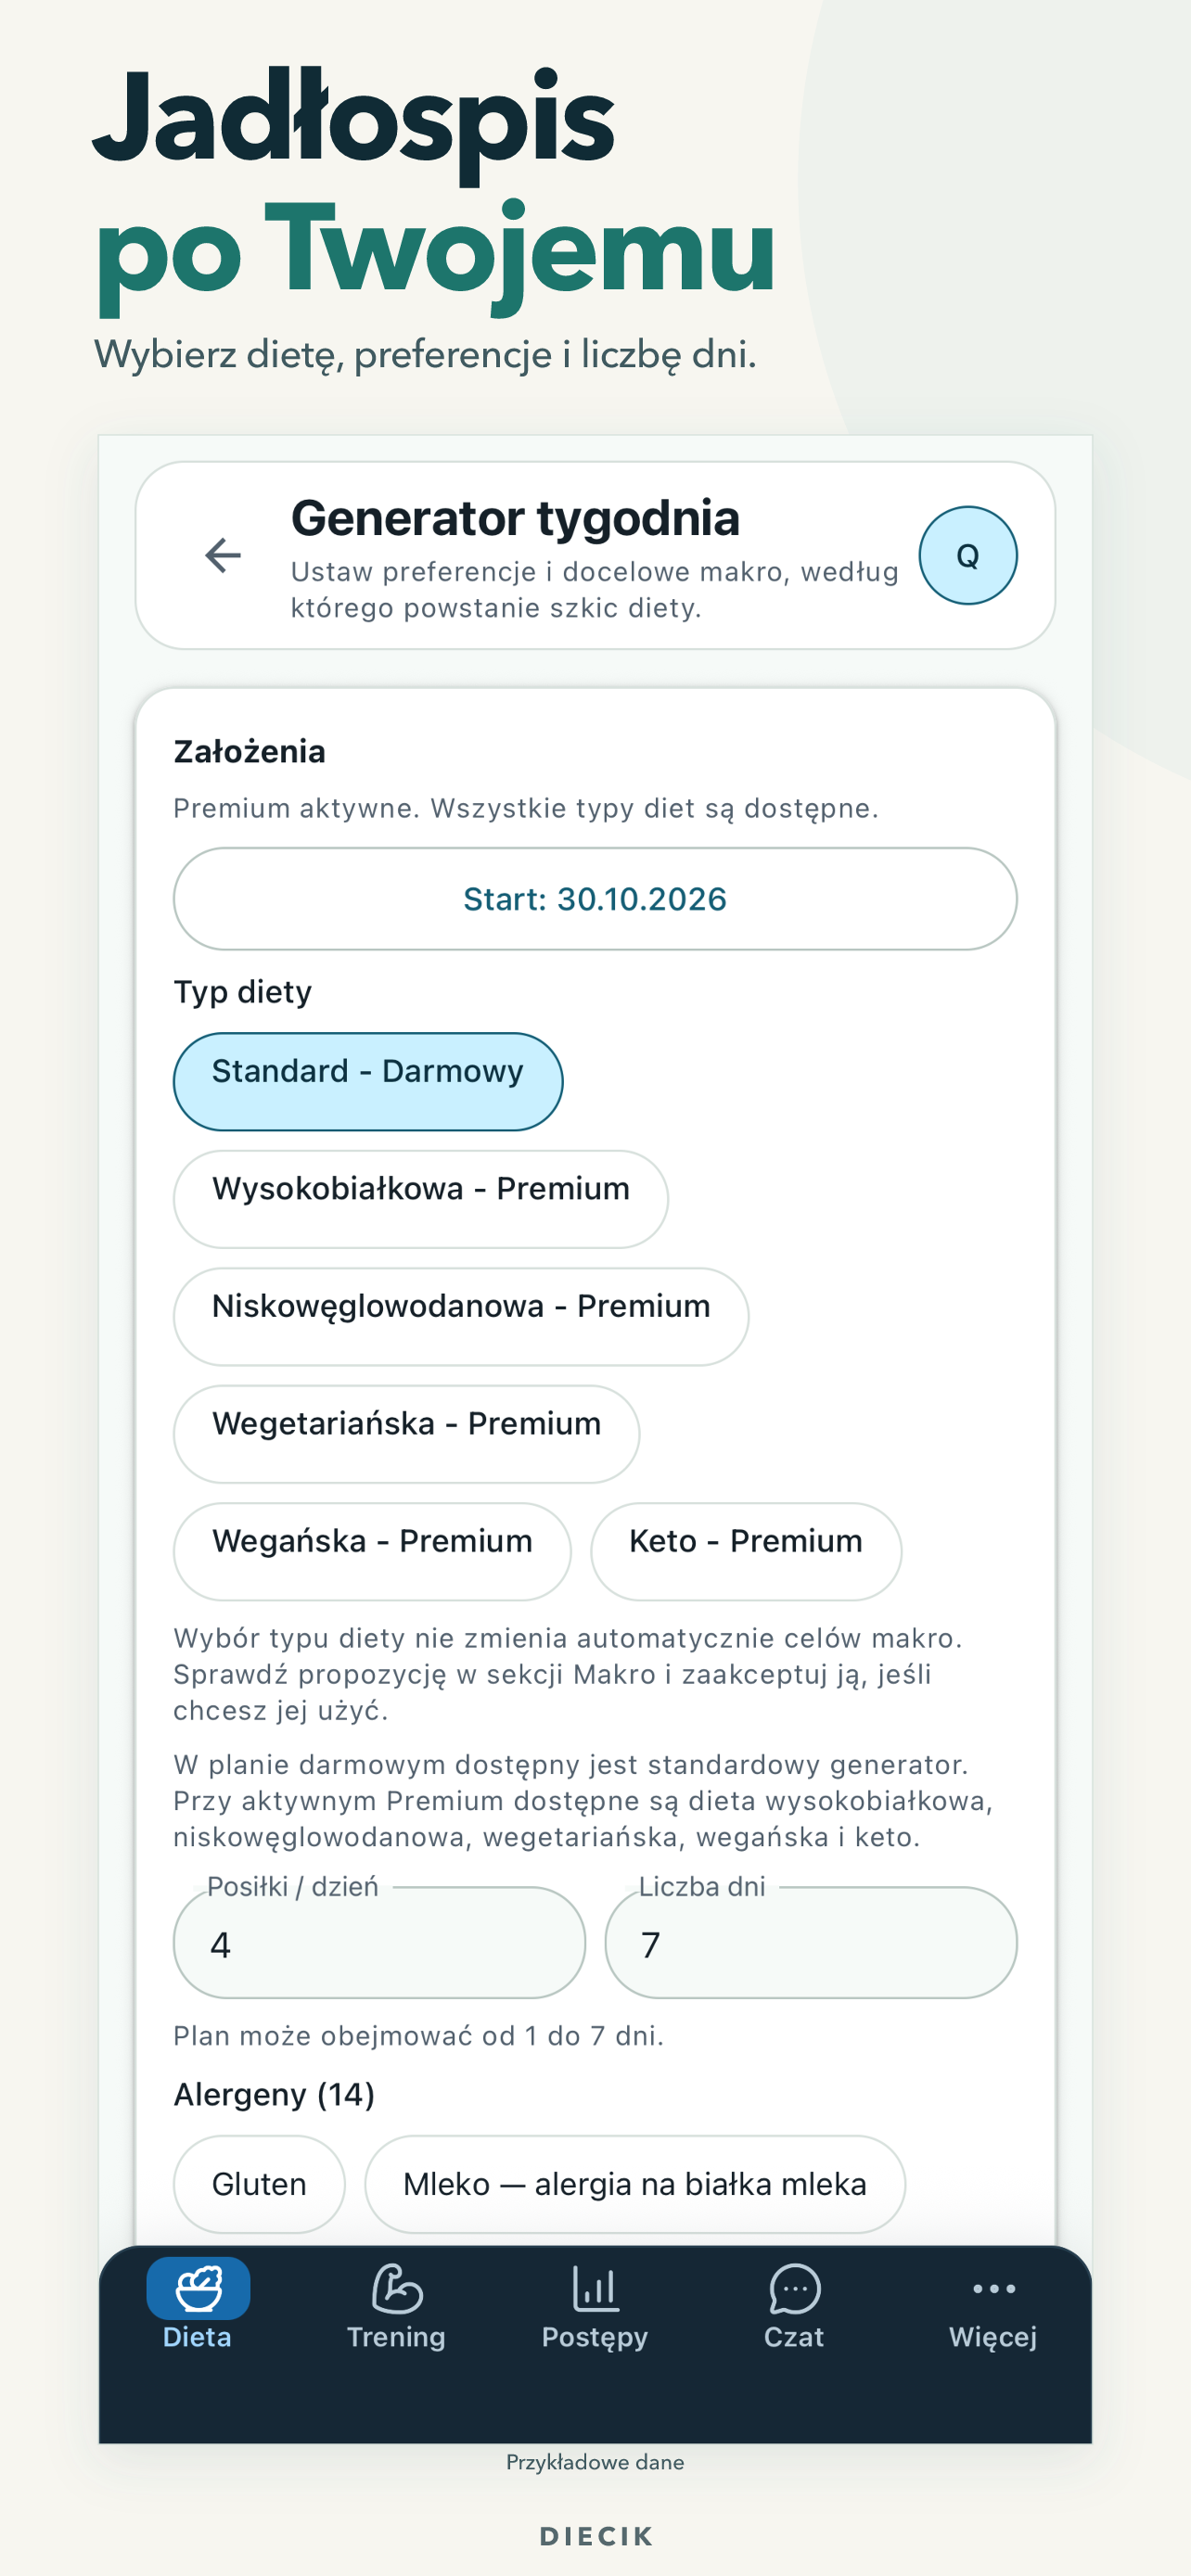 Jadłospis
po Twojemu
Wybierz dietę, preferencje i liczbę dni.
Generator tygodnia
Ustaw preferencje i docelowe makro, według
którego powstanie szkic diety.
Q
Założenia
Premium aktywne. Wszystkie typy diet są dostępne.
Start: 30.10.2026
Typ diety
Standard - Darmowy
Wysokobiałkowa - Premium
Niskowęglowodanowa - Premium
Wegetariańska - Premium
Wegańska - Premium
Keto - Premium
Wybór typu diety nie zmienia automatycznie celów makro.
Sprawdź propozycję w sekcji Makro i zaakceptuj ją, jeśli
chcesz jej użyć.
W planie darmowym dostępny jest standardowy generator.
Przy aktywnym Premium dostępne są dieta wysokobiałkowa,
niskowęglowodanowa, wegetariańska, wegańska i keto.
Posiłki / dzień
4
Liczba dni
7
Plan może obejmować od 1 do 7 dni.
Alergeny (14)
Gluten
Mleko — alergia na białka mleka
Dieta
Trening
Postępy
Czat
Więcej
Przykładowe dane
DIECIK